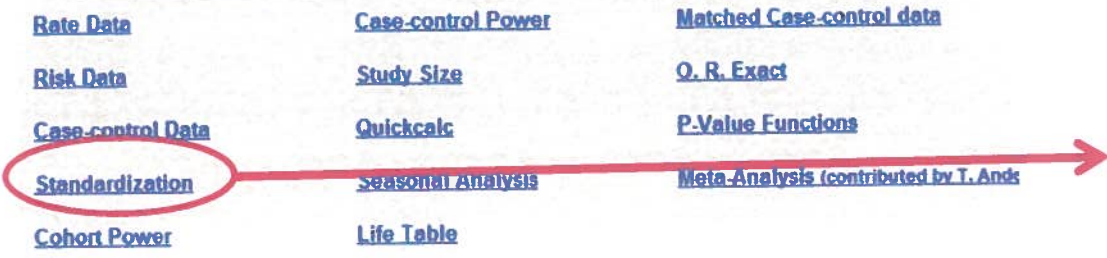 Rate Data Case-control Power Matched Case-control data
Risk Data Study Size O. R. Exact
Case-control Data Quickcalc P-Value Functions
Standardization Seasonal Analysis Meta-Analysis (contributed by T. Ande
Cohort Power Life Table